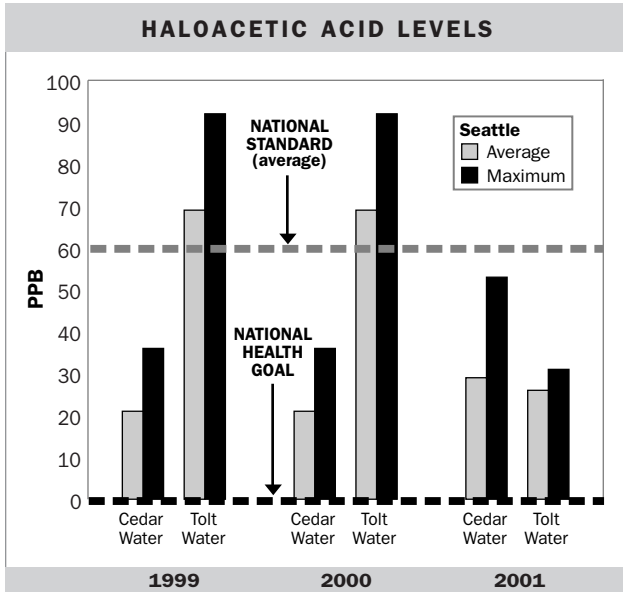 HALOACETIC ACID LEVELS
100
90
80
70
60
50
40
30
20
10
0
PPB
NATIONAL
STANDARD
(average)
NATIONAL
HEALTH
GOAL
Seattle
Average
Maximum
Cedar
Water
Tolt
Water
Cedar
Water
Tolt
Water
Cedar
Water
Tolt
Water
1999
2000
2001